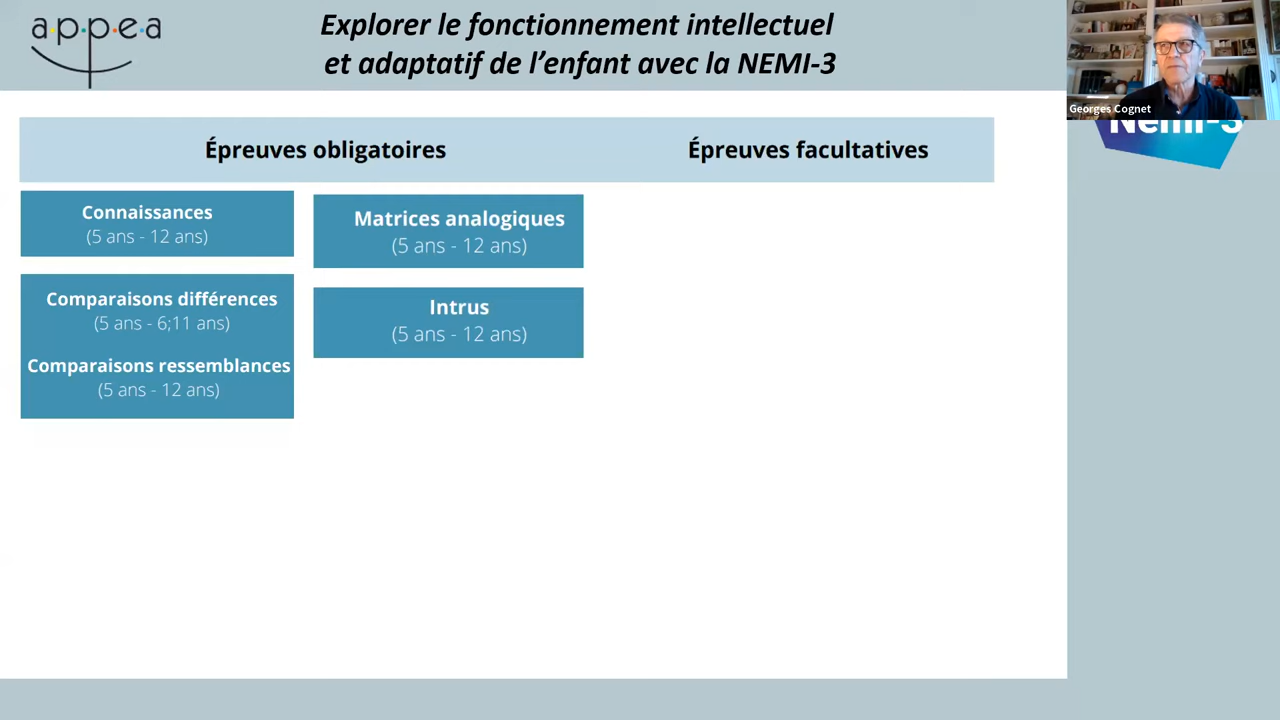 a·p·p·e·a
Explorer le fonctionnement intellectuel
et adaptatif de l’enfant avec la NEMI-3
Georges Cognet
Nemi-3
Épreuves obligatoires
Épreuves facultatives
Connaissances
(5 ans - 12 ans)
Matrices analogiques
(5 ans - 12 ans)
Comparaisons différences
(5 ans - 6;11 ans)
Comparaisons ressemblances
(5 ans - 12 ans)
Intrus
(5 ans - 12 ans)